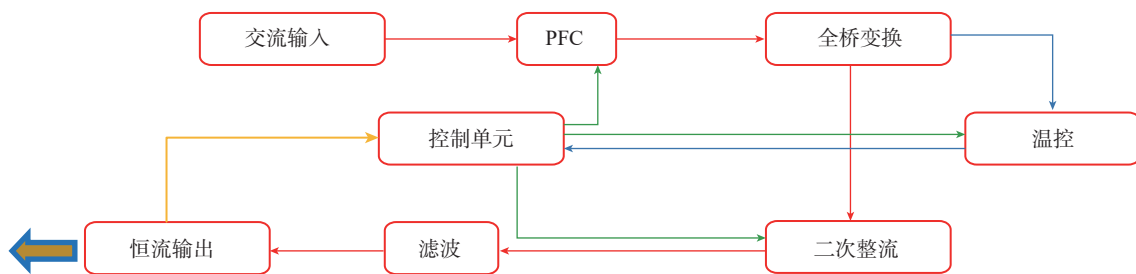 交流输入
PFC
全桥变换
控制单元
温控
恒流输出
滤波
二次整流